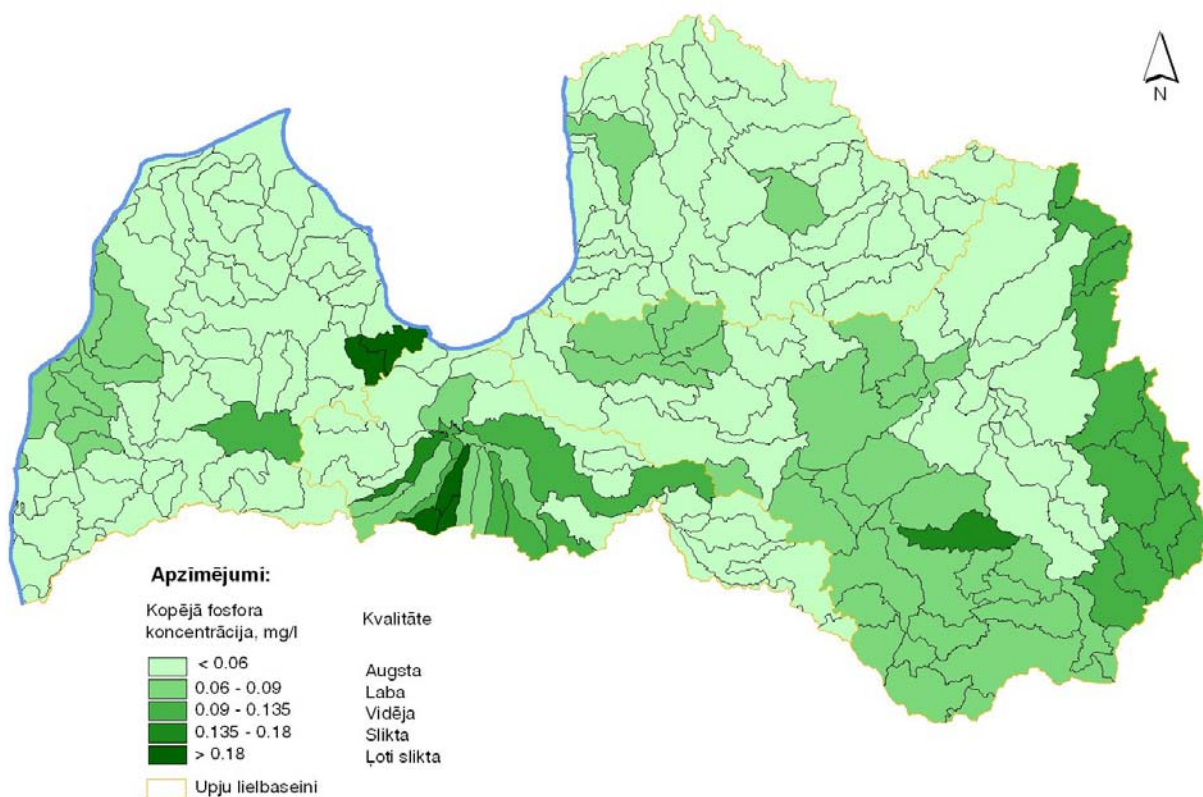 N
Apzīmējumi:
Kopējā fosfora
koncentrācija, mg/l
Kvalitāte
< 0.06 Augsta
0.06 - 0.09 Laba
0.09 - 0.135 Vidēja
0.135 - 0.18 Slikta
> 0.18 Ļoti slikta
Upju lielbaseini